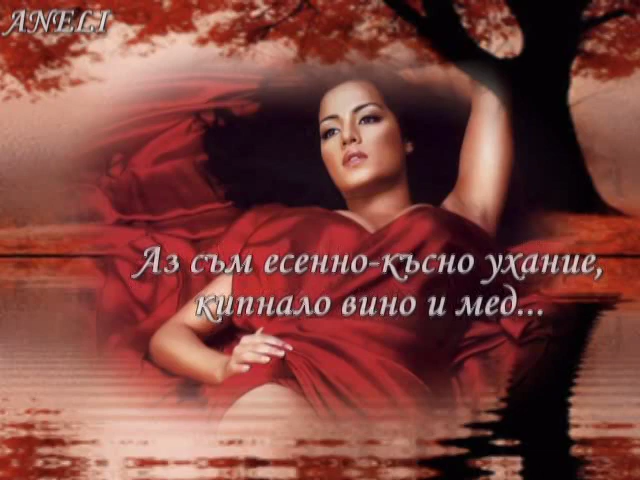 ANELI
Аз съм есенно-късно ухание,
кипнало вино и мед...